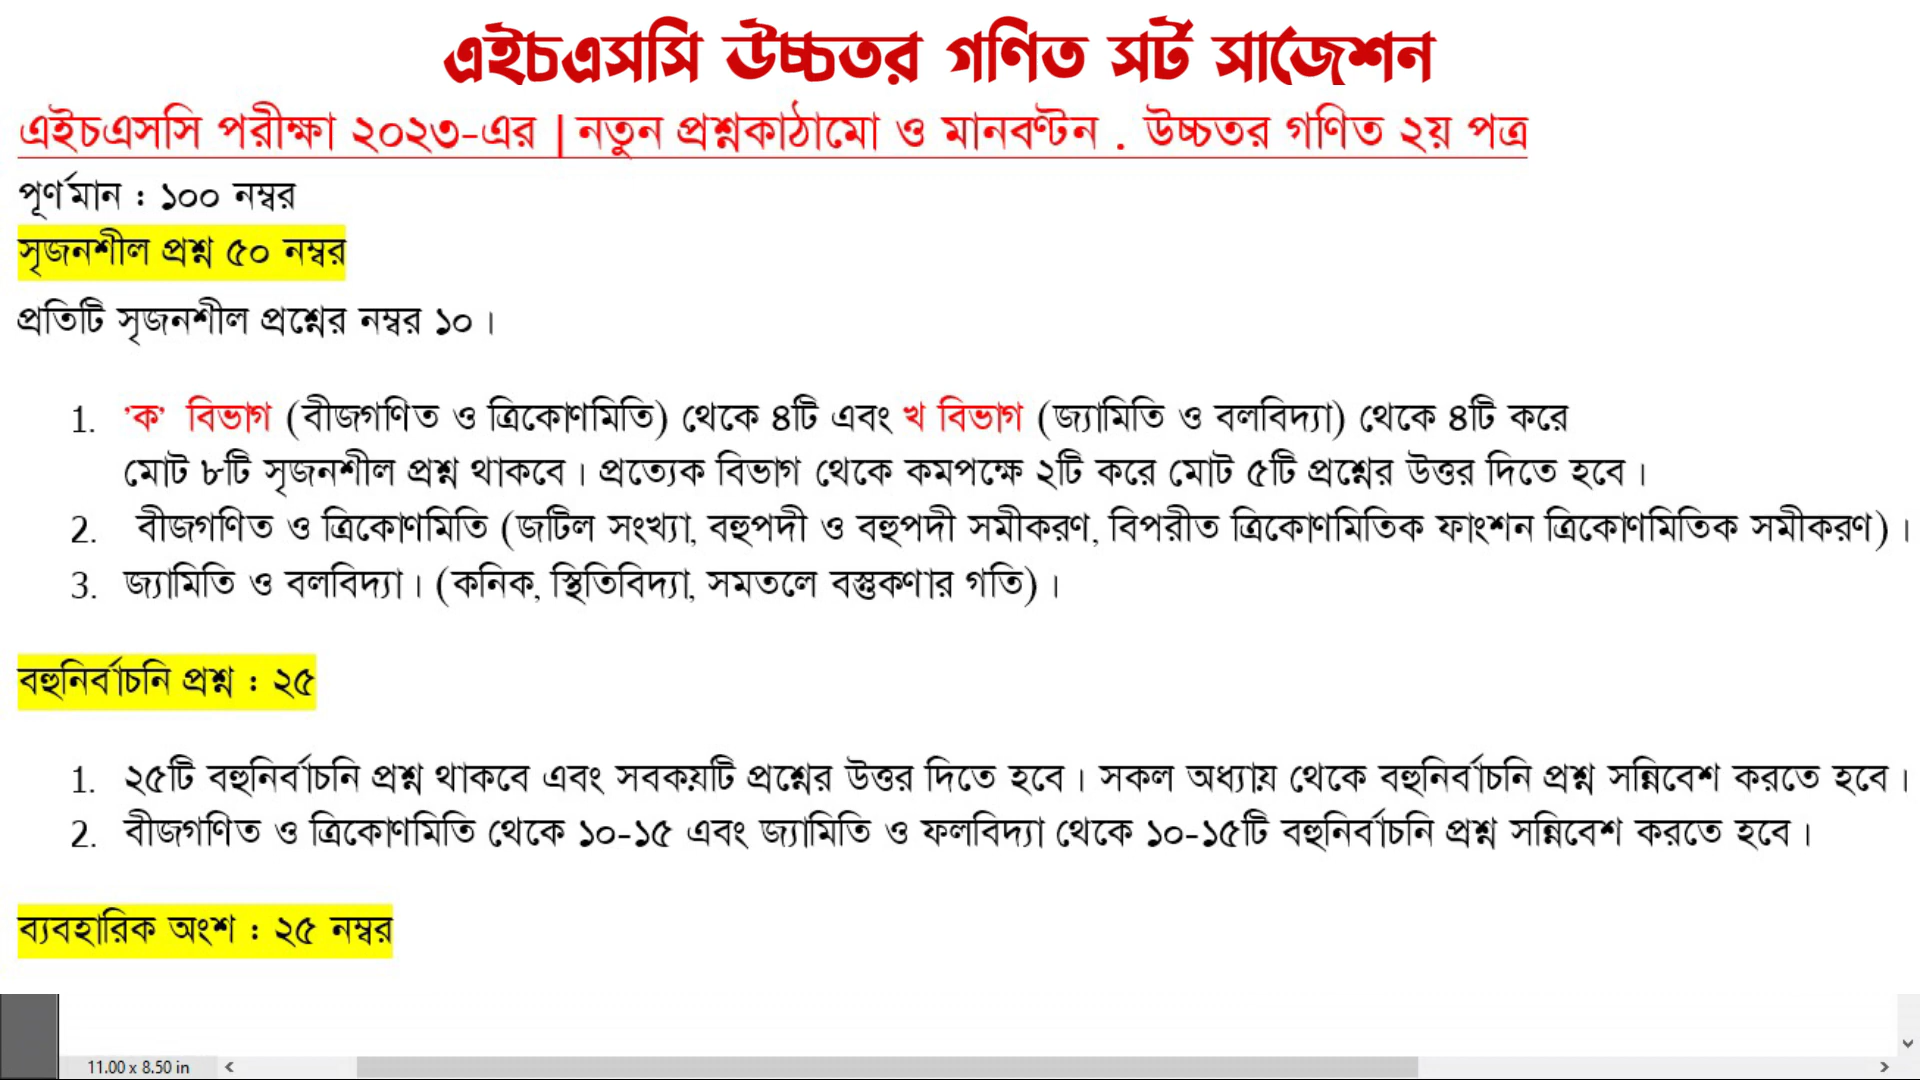 এইচএসসি উচ্চতর গণিত সর্ট সাজেশন
এইচএসসি পরীক্ষা ২০২৩-এর | নতুন প্রশ্নকাঠামো ও মানবণ্টন . উচ্চতর গণিত ২য় পত্র
পূর্ণমান : ১০০ নম্বর
সৃজনশীল প্রশ্ন ৫০ নম্বর
প্রতিটি সৃজনশীল প্রশ্নের নম্বর ১০।
1. 'ক' বিভাগ (বীজগণিত ও ত্রিকোণমিতি) থেকে ৪টি এবং খ বিভাগ (জ্যামিতি ও বলবিদ্যা) থেকে ৪টি করে
মোট ৮টি সৃজনশীল প্রশ্ন থাকবে। প্রত্যেক বিভাগ থেকে কমপক্ষে ২টি করে মোট ৫টি প্রশ্নের উত্তর দিতে হবে।
2. বীজগণিত ও ত্রিকোণমিতি (জটিল সংখ্যা, বহুপদী ও বহুপদী সমীকরণ, বিপরীত ত্রিকোণমিতিক ফাংশন ত্রিকোণমিতিক সমীকরণ)।
3. জ্যামিতি ও বলবিদ্যা। (কনিক, স্থিতিবিদ্যা, সমতলে বস্তুকণার গতি)।
বহুনির্বাচনি প্রশ্ন : ২৫
1. ২৫টি বহুনির্বাচনি প্রশ্ন থাকবে এবং সবকয়টি প্রশ্নের উত্তর দিতে হবে। সকল অধ্যায় থেকে বহুনির্বাচনি প্রশ্ন সন্নিবেশ করতে হবে।
2. বীজগণিত ও ত্রিকোণমিতি থেকে ১০-১৫ এবং জ্যামিতি ও ফলবিদ্যা থেকে ১০-১৫টি বহুনির্বাচনি প্রশ্ন সন্নিবেশ করতে হবে।
ব্যবহারিক অংশ : ২৫ নম্বর
11.00 x 8.50 in